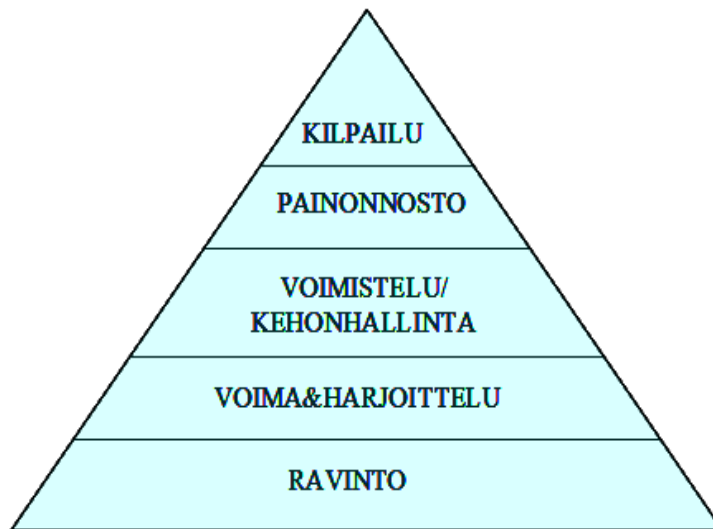 KILPAILU
PAINONNOSTO
VOIMISTELU/
KEHONHALLINTA
VOIMA&HARJOITTELU
RAVINTO